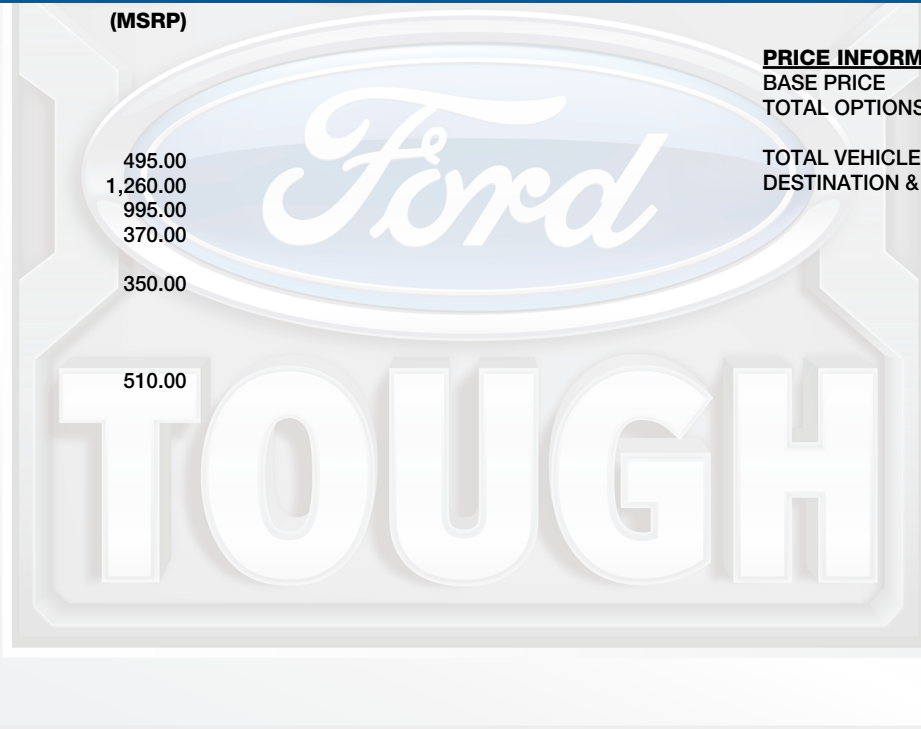 (MSRP)
495.00
1,260.00
995.00
370.00
350.00
510.00
PRICE INFORM
BASE PRICE
TOTAL OPTIONS
TOTAL VEHICLE
DESTINATION &
Ford
TOUGH